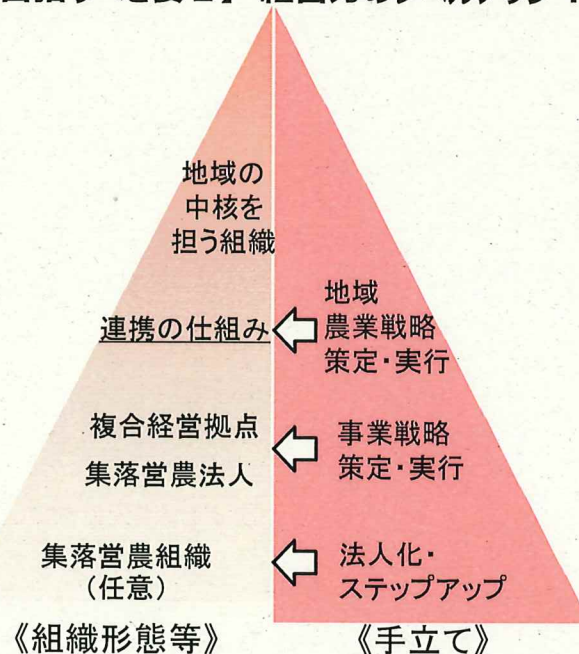 地域の
中核を
担う組織
連携の仕組み
地域
農業戦略
策定・実行
複合経営拠点
集落営農法人
事業戦略
策定・実行
集落営農組織
(任意)
法人化・
ステップアップ
《組織形態等》
《手立て》